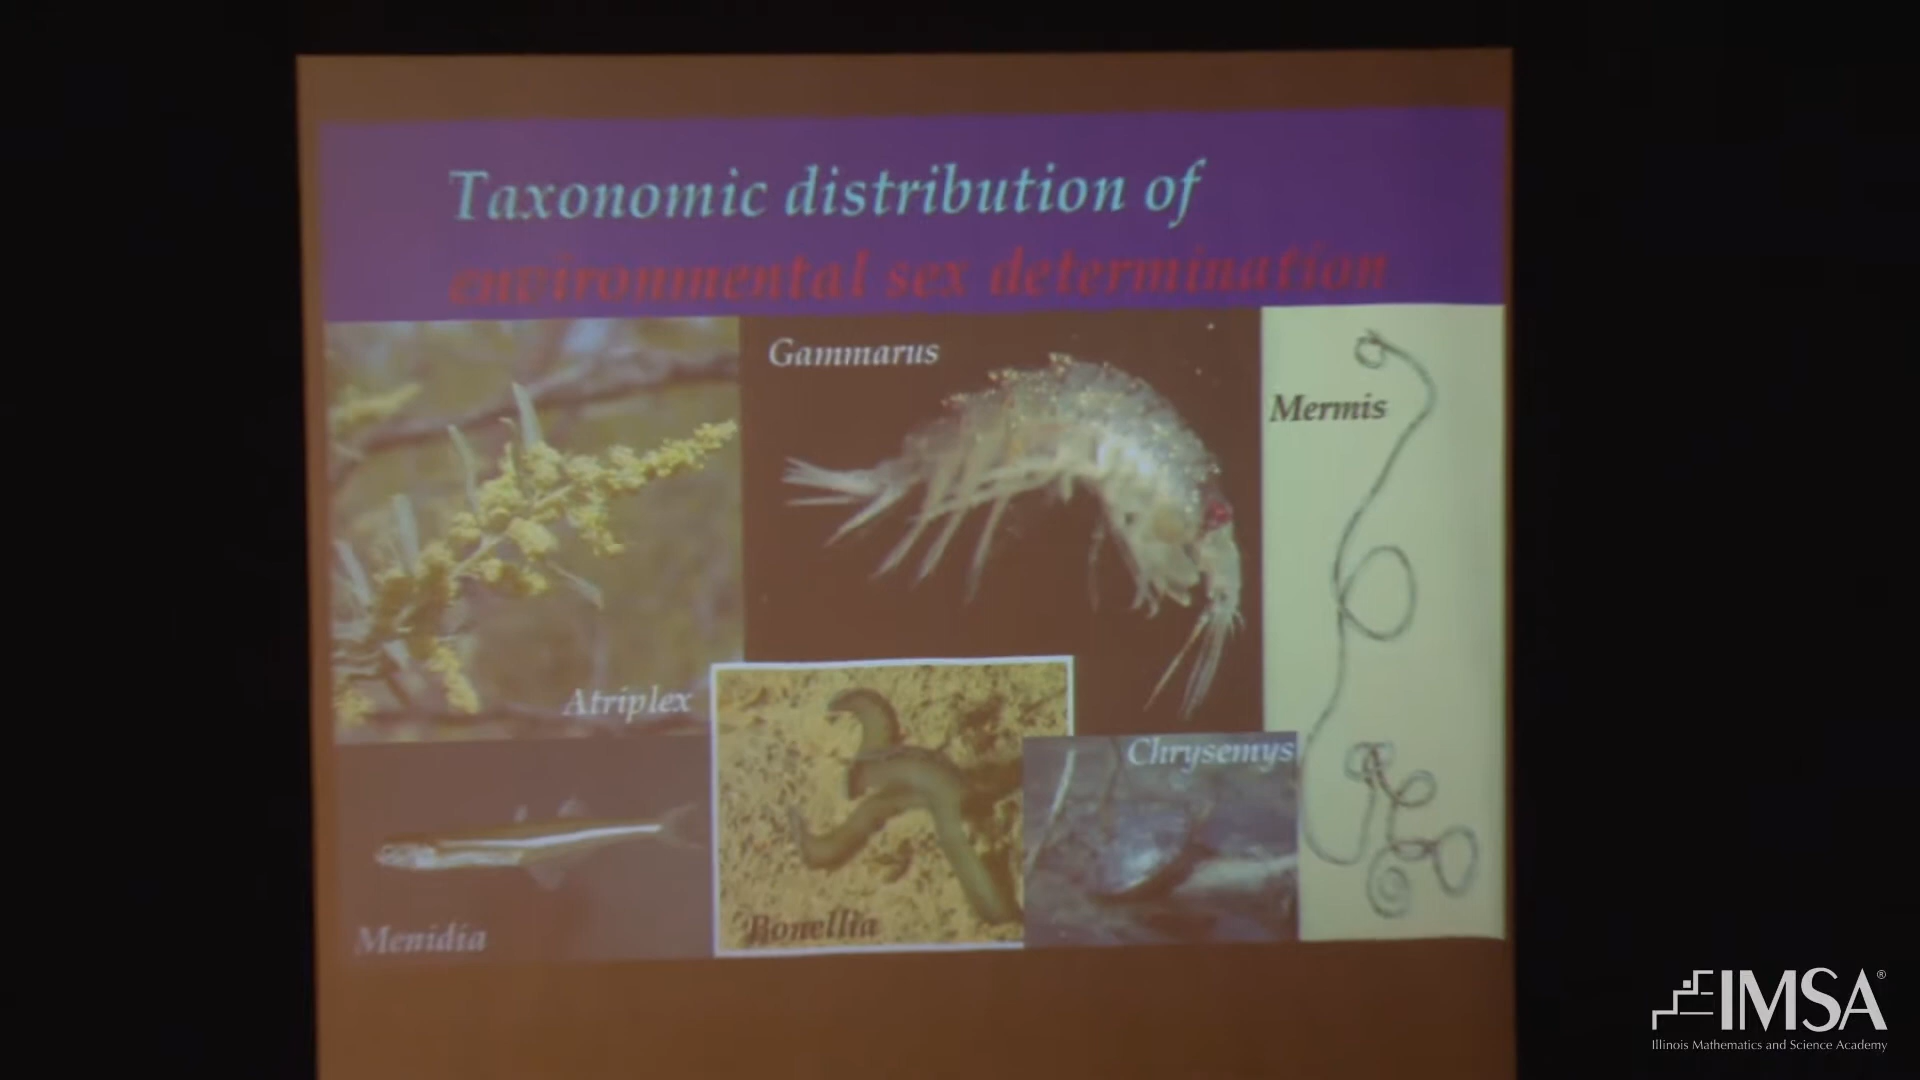 Taxonomic distribution of
environmental sex determination
Gammarus
Mermis
Atriplex
Chrysemys
Menidia
Bonellia
IMSA®
Illinois Mathematics and Science Academy